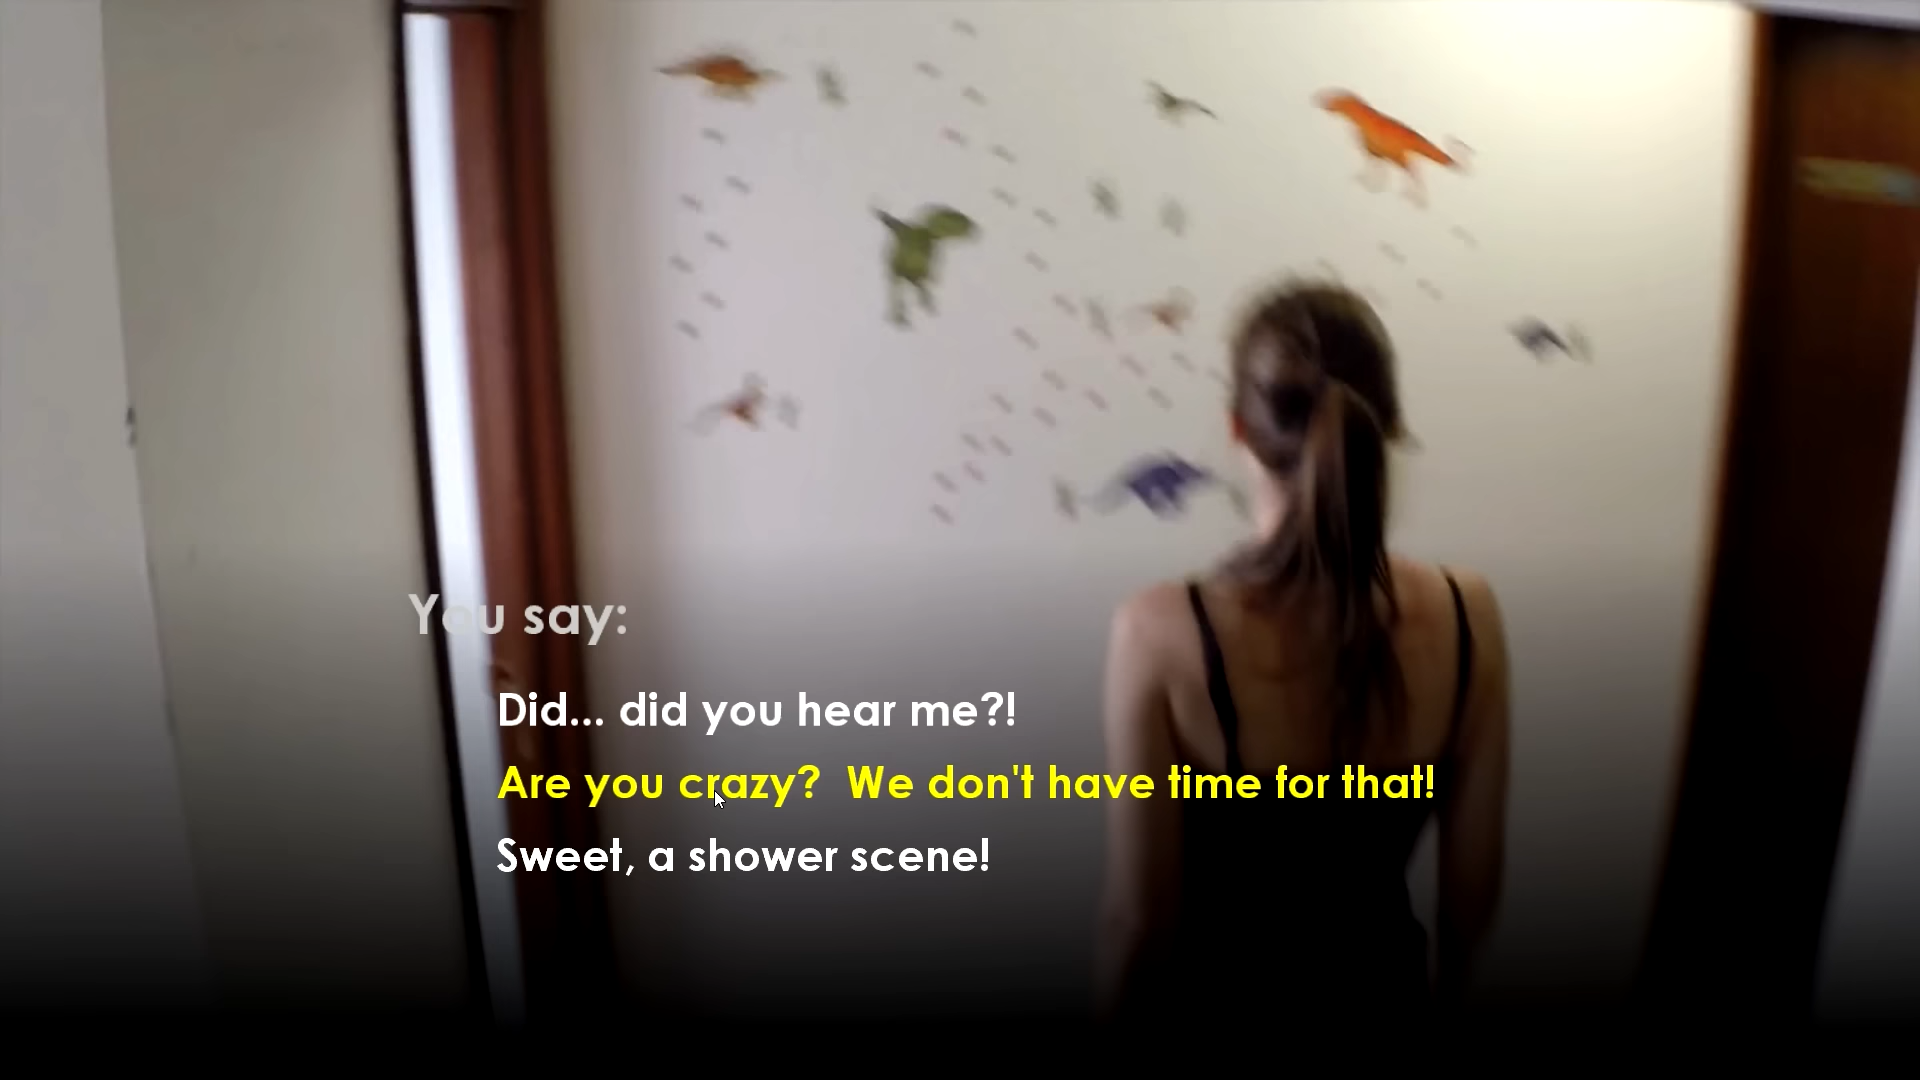 You say:
Did... did you hear me?!
Are you crazy?  We don't have time for that!
Sweet, a shower scene!